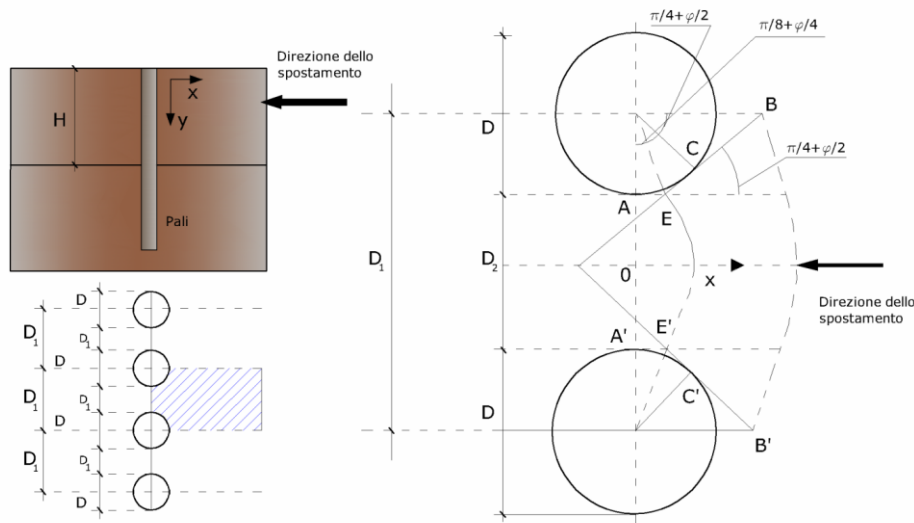 Direzione dello
spostamento
H
x
y
Pali
D
D₁
D₁
D
D₁
D₁
D
D₁
D₁
D
π/4+φ/2
π/8+φ/4
D
B
C
π/4+φ/2
A
E
D₁
D₂
0
x
Direzione dello
spostamento
A'
E'
C'
D
B'